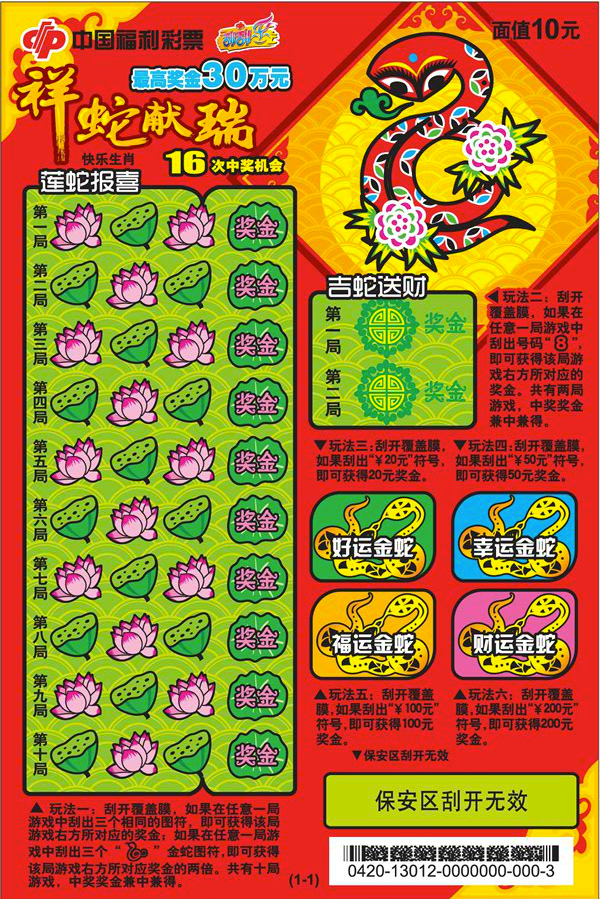 中国福利彩票
刮刮乐
面值10元
最高奖金30万元
祥蛇献瑞
快乐生肖
16次中奖机会
莲蛇报喜
第一局 奖金
第二局 奖金
第三局 奖金
第四局 奖金
第五局 奖金
第六局 奖金
第七局 奖金
第八局 奖金
第九局 奖金
第十局 奖金
▲玩法一：刮开覆盖膜，如果在任意一局
游戏中刮出三个相同的图符，即可获得该局
游戏右方所对应的奖金；如果在任意一局游
戏中刮出三个“ ”金蛇图符，即可获得
该局游戏右方所对应奖金的两倍。共有十局
游戏，中奖奖金兼中兼得。
(1-1)
吉蛇送财
第一局 奖金
第二局 奖金
◀玩法二：刮开
覆盖膜，如果在
任意一局游戏中
刮出号码“8”，
即可获得该局游
戏右方所对应的
奖金。共有两局
游戏，中奖奖金
兼中兼得。
▼玩法三：刮开覆盖膜，
如果刮出“¥20元”符号，
即可获得20元奖金。
▼玩法四：刮开覆盖膜，
如果刮出“¥50元”符号，
即可获得50元奖金。
好运金蛇
幸运金蛇
福运金蛇
财运金蛇
▲玩法五：刮开覆盖
膜，如果刮出“¥100元”
符号，即可获得100元
奖金。
▲玩法六：刮开覆盖
膜，如果刮出“¥200元”
符号，即可获得200元
奖金。
▼保安区刮开无效
保安区刮开无效
0420-13012-0000000-000-3